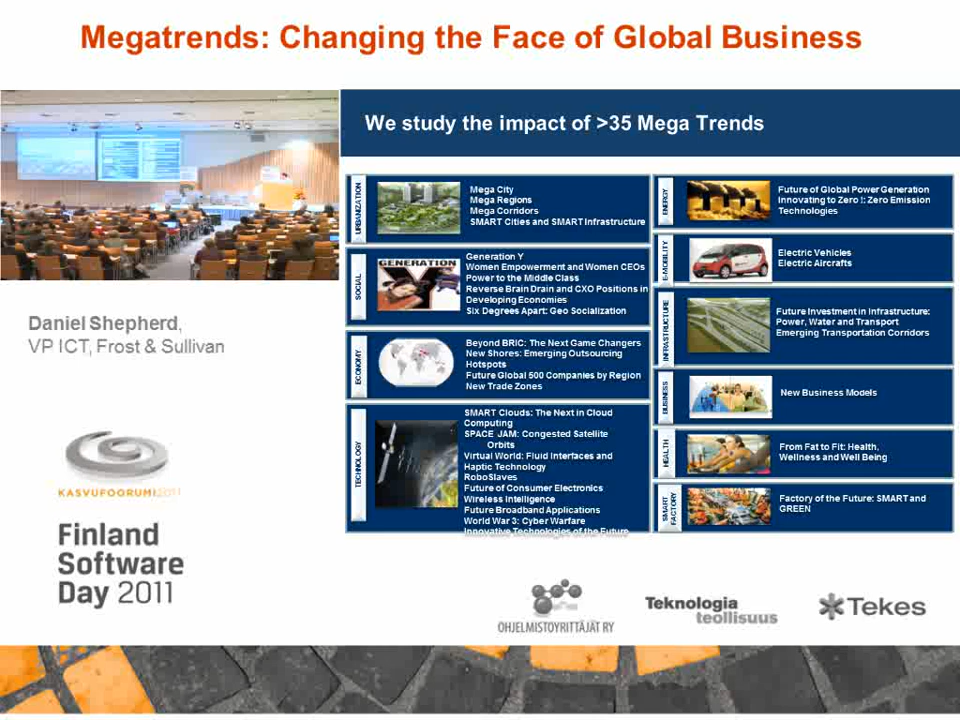 Megatrends: Changing the Face of Global Business
We study the impact of >35 Mega Trends
URBANIZATION
Mega City
Mega Regions
Mega Corridors
SMART Cities and SMART Infrastructure
SOCIAL
GENERATION
Generation Y
Women Empowerment and Women CEOs
Power to the Middle Class
Reverse Brain Drain and CXO Positions in
Developing Economies
Six Degrees Apart: Geo Socialization
ECONOMY
Beyond BRIC: The Next Game Changers
New Shores: Emerging Outsourcing
Hotspots
Future Global 500 Companies by Region
New Trade Zones
TECHNOLOGY
SMART Clouds: The Next in Cloud
Computing
SPACE JAM: Congested Satellite
Orbits
Virtual World: Fluid Interfaces and
Haptic Technology
RoboSlaves
Future of Consumer Electronics
Wireless Intelligence
Future Broadband Applications
World War 3: Cyber Warfare
Innovative Technologies of the Future
ENERGY
Future of Global Power Generation
Innovating to Zero !: Zero Emission
Technologies
E-MOBILITY
Electric Vehicles
Electric Aircrafts
INFRASTRUCTURE
Future Investment in Infrastructure:
Power, Water and Transport
Emerging Transportation Corridors
BUSINESS
New Business Models
HEALTH
From Fat to Fit: Health,
Wellness and Well Being
SMART
FACTORY
Factory of the Future: SMART and
GREEN
Daniel Shepherd,
VP ICT, Frost & Sullivan
KASVUFOORUMI2011
Finland
Software
Day 2011
OHJELMISTOYRITTÄJÄT RY
Teknologia
teollisuus
Tekes